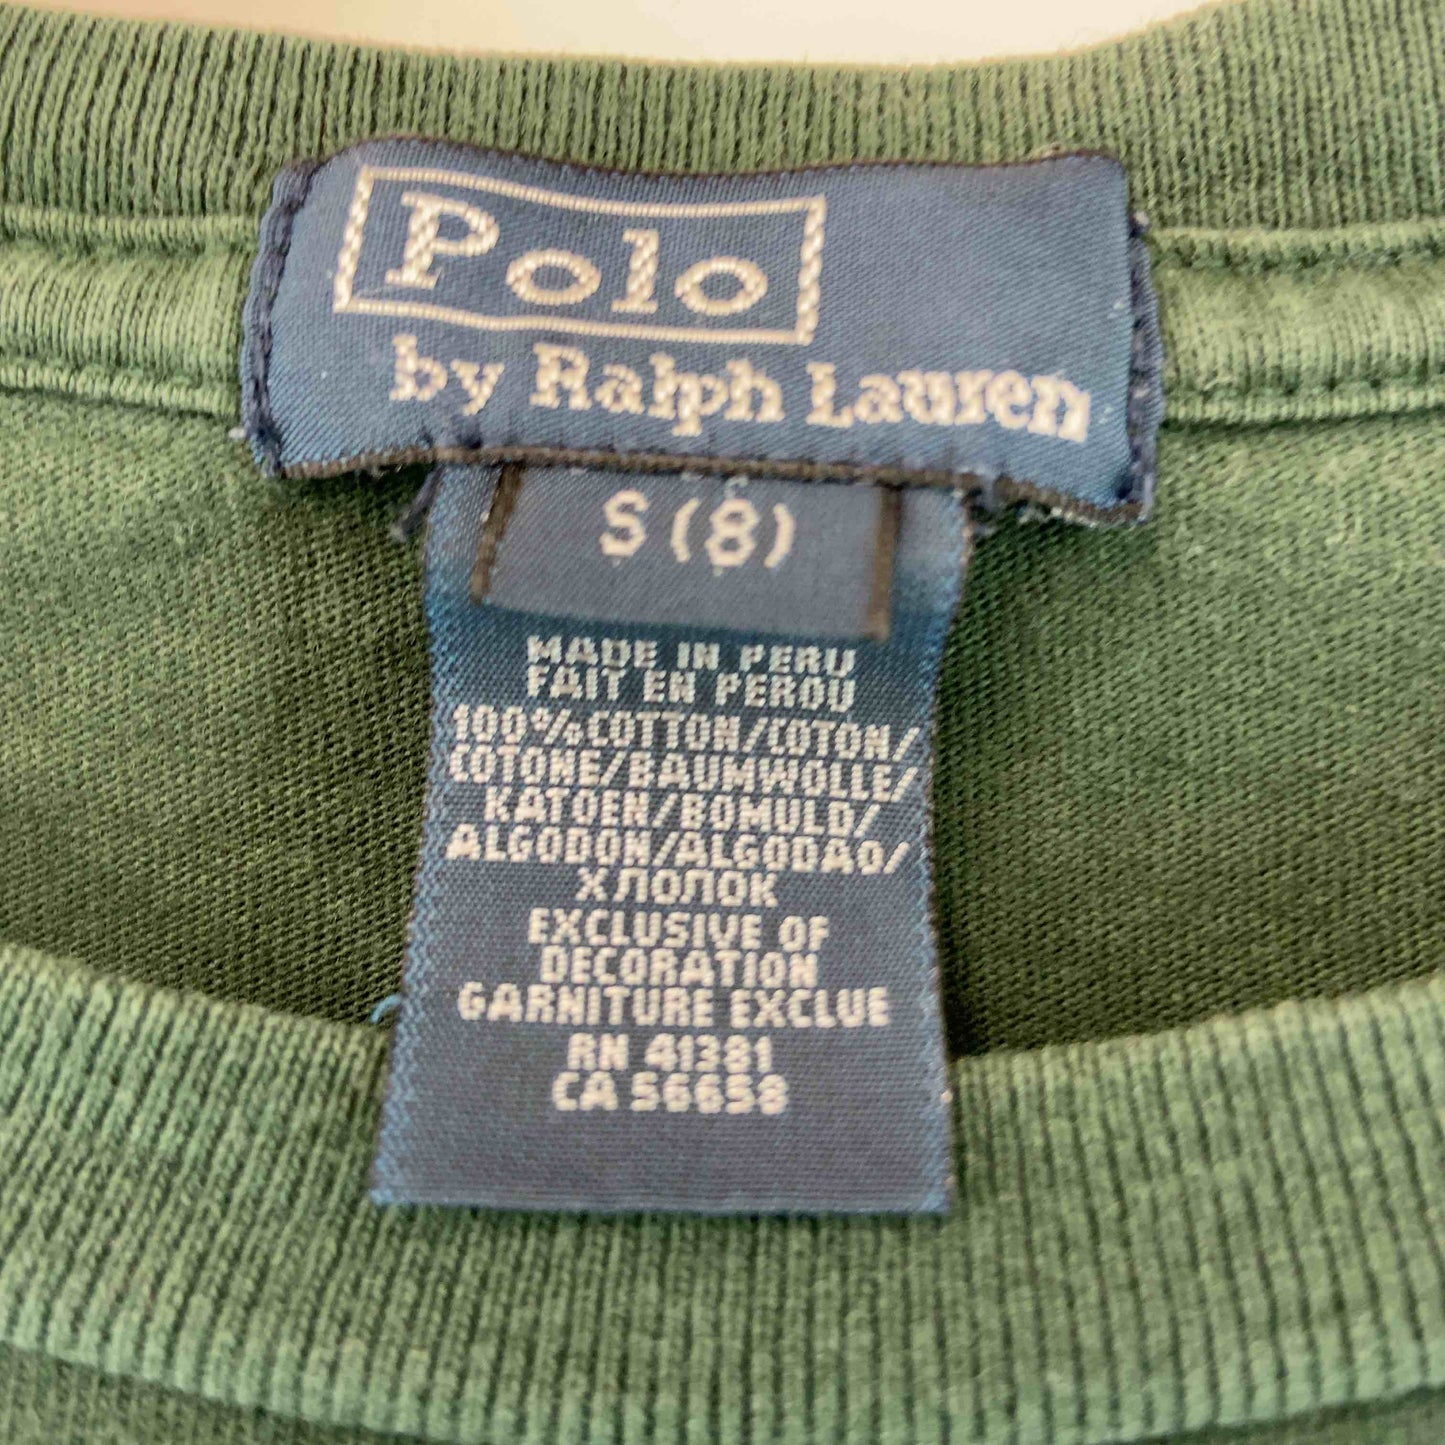 Polo
by Ralph Lauren
S (8)
MADE IN PERU
FAIT EN PEROU
100% COTTON/COTON/
COTONE/BAUMWOLLE/
KATOEN/BOMULD/
ALGODON/ALGODAO/
ХЛОПОК
EXCLUSIVE OF
DECORATION
GARNITURE EXCLUE
RN 41381
CA 56658